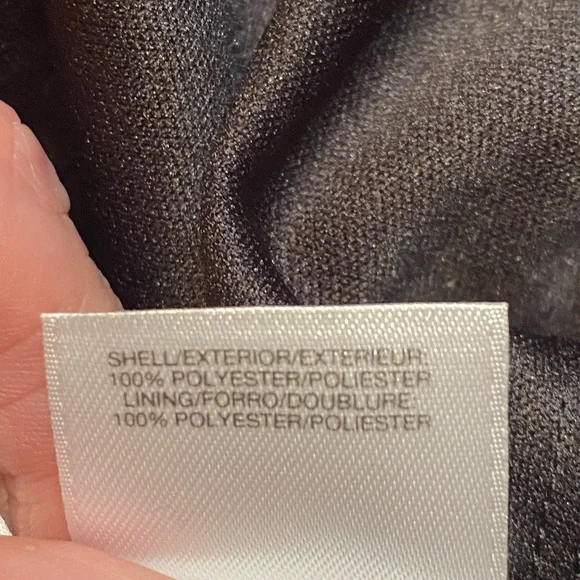 SHELL/EXTERIOR/EXTERIEUR:
100% POLYESTER/POLIESTER
LINING/FORRO/DOUBLURE:
100% POLYESTER/POLIESTER